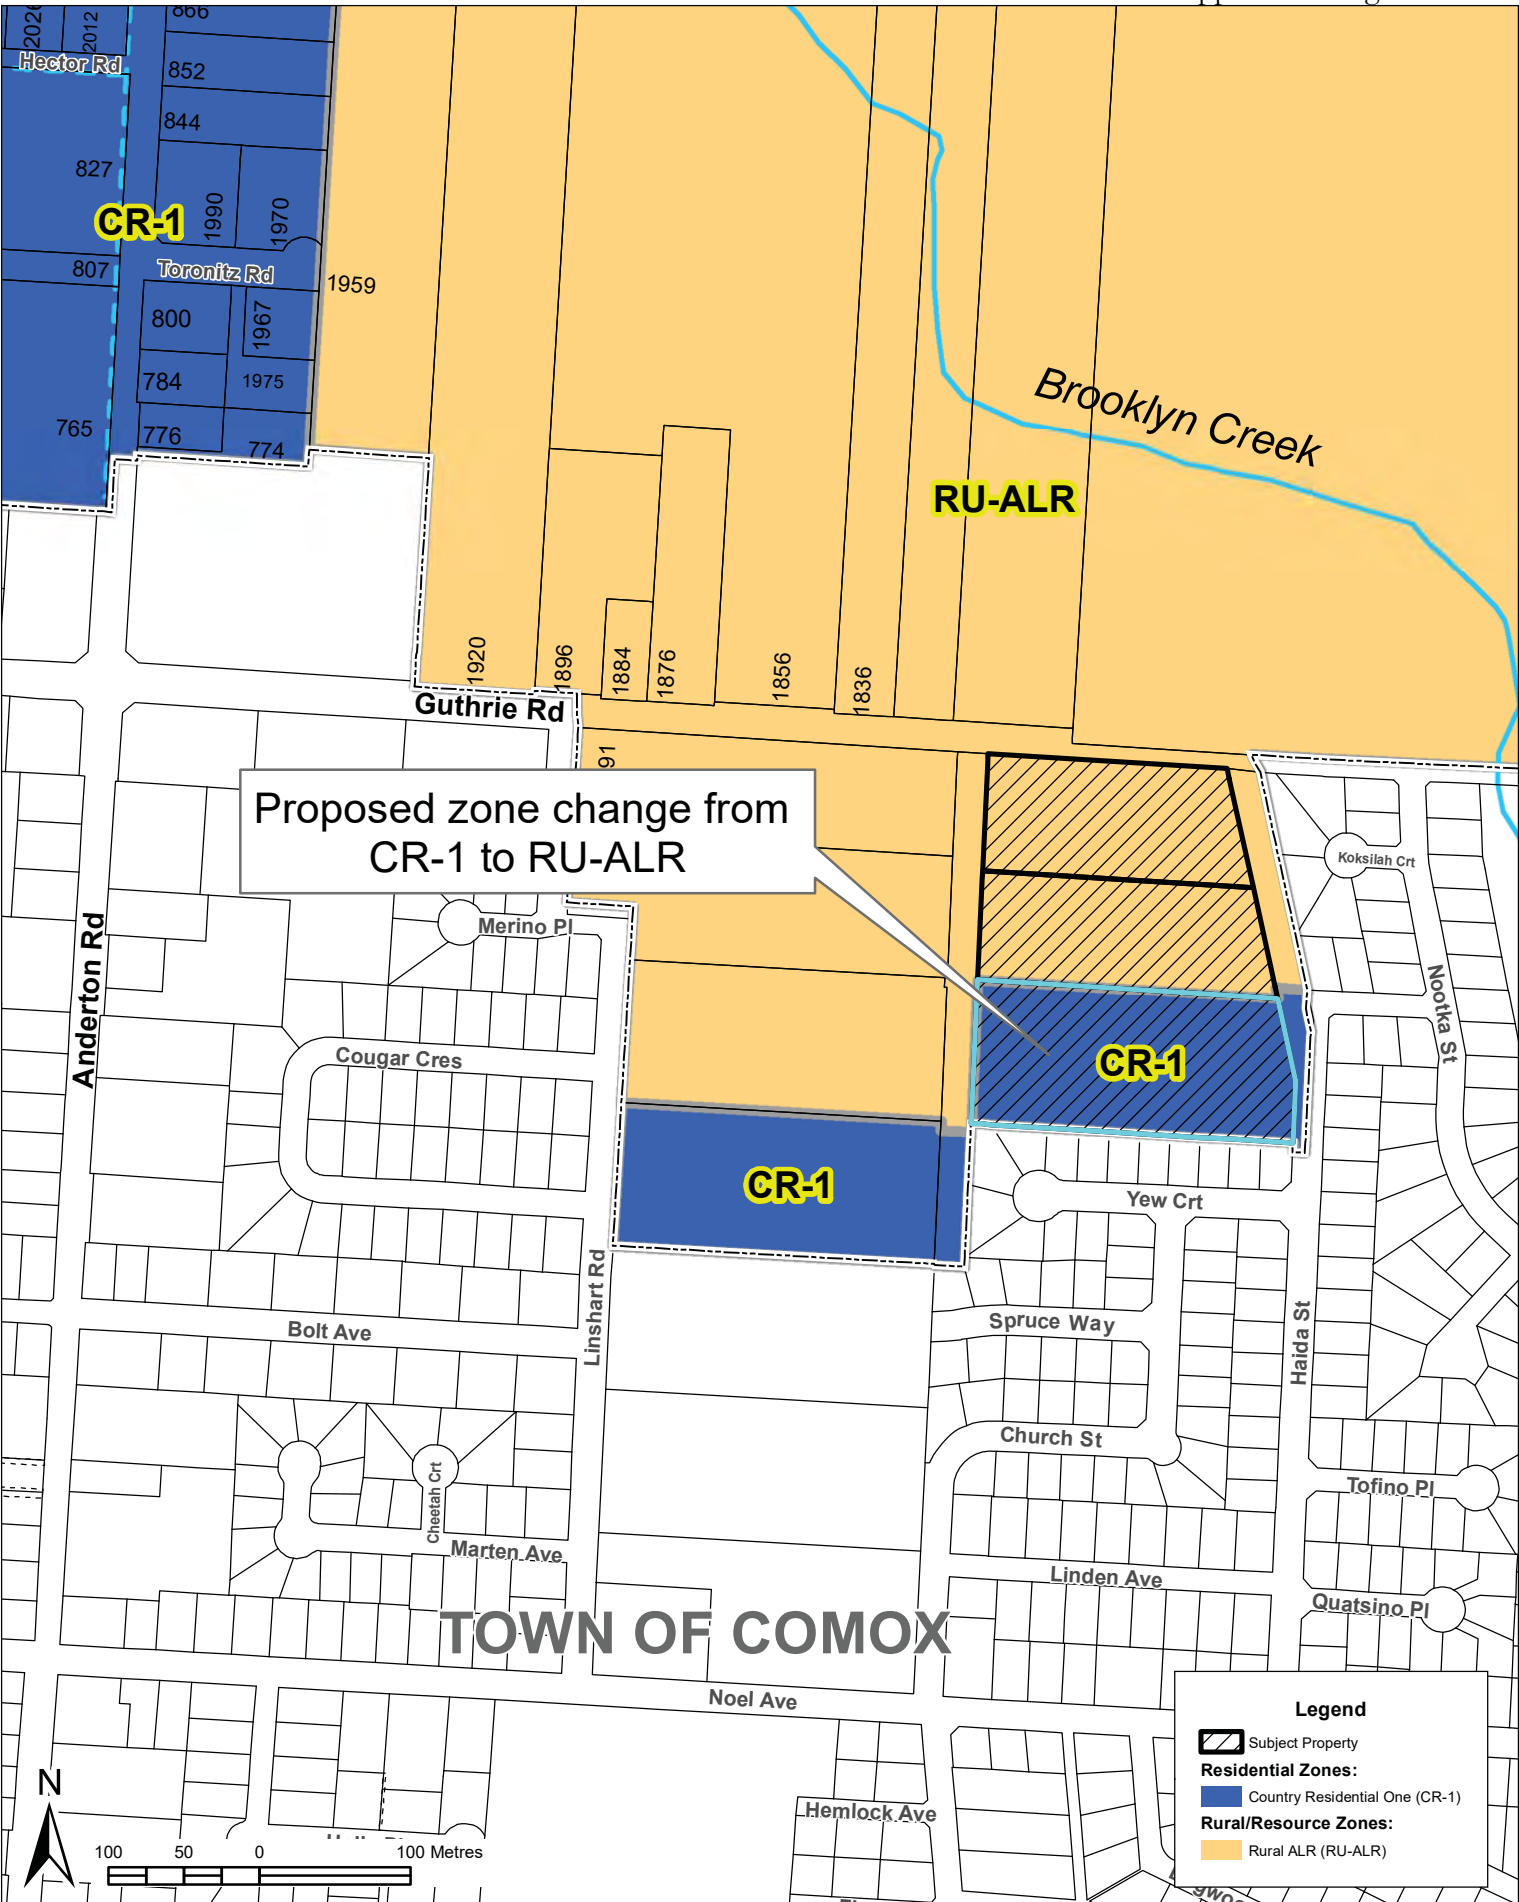 866
2026
2012
Hector Rd
852
844
827
CR-1
1990
1970
807
Toronitz Rd
1959
800
1967
784
1975
765
776
774
Brooklyn Creek
RU-ALR
1920
1896
1884
1876
1856
1836
Guthrie Rd
91
Proposed zone change from
CR-1 to RU-ALR
Koksilah Crt
Merino Pl
Anderton Rd
Nootka St
Cougar Cres
CR-1
CR-1
Yew Crt
Linshart Rd
Bolt Ave
Spruce Way
Haida St
Church St
Cheetah Crt
Tofino Pl
Marten Ave
Linden Ave
Quatsino Pl
TOWN OF COMOX
Noel Ave
Hemlock Ave
N
100 50 0 100 Metres
Legend
Subject Property
Residential Zones:
Country Residential One (CR-1)
Rural/Resource Zones:
Rural ALR (RU-ALR)